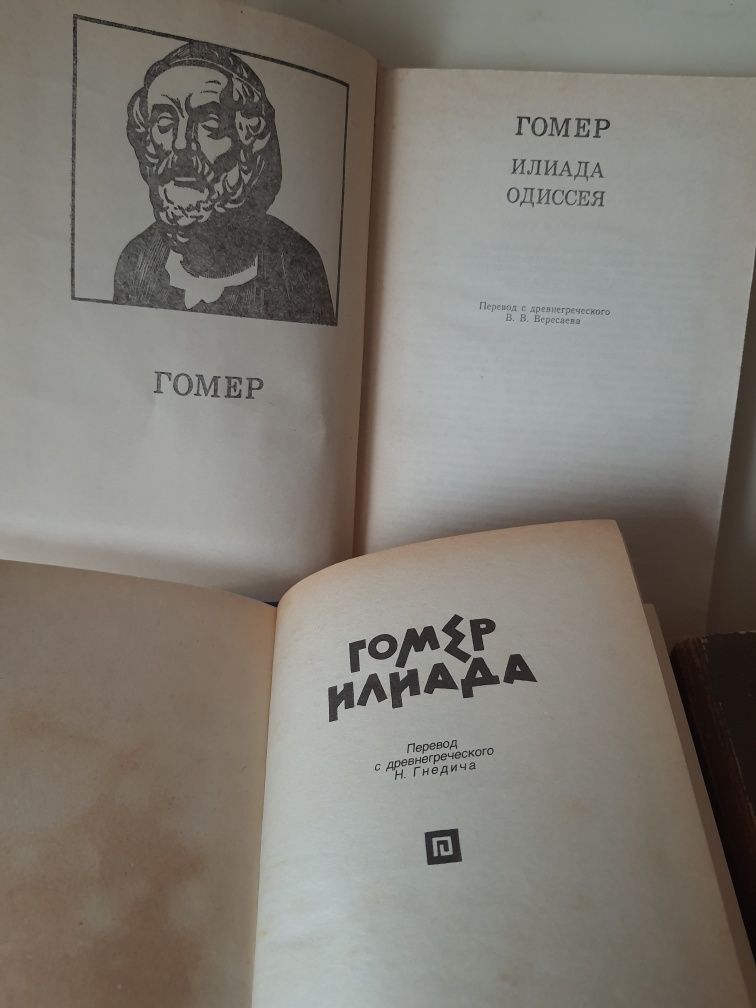 ГОМЕР
ГОМЕР
ИЛИАДА
ОДИССЕЯ
Перевод с древнегреческого
В. В. Вересаева
ГОМЕР
ИЛИАДА
Перевод
с древнегреческого
Н. Гнедича